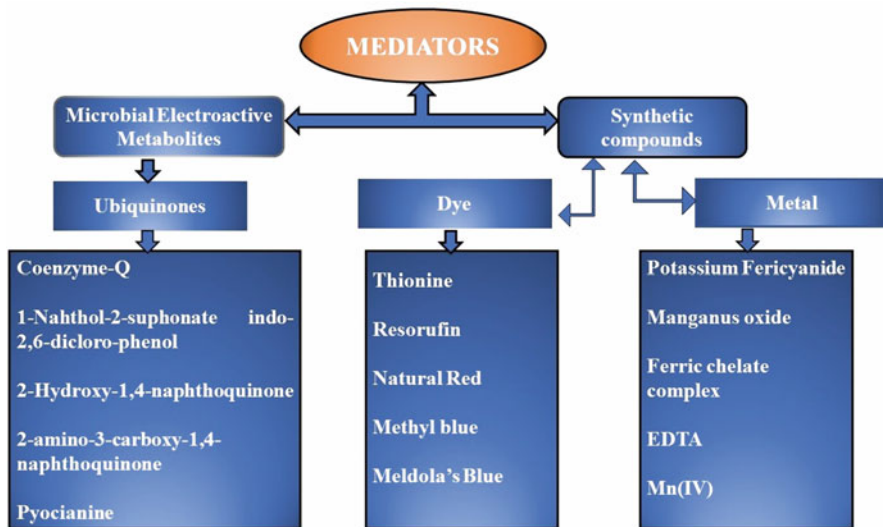 MEDIATORS
Microbial Electroactive
Metabolites
Synthetic
compounds
Ubiquinones
Dye
Metal
Coenzyme-Q
1-Nahthol-2-suphonate indo-
2,6-dicloro-phenol
2-Hydroxy-1,4-naphthoquinone
2-amino-3-carboxy-1,4-
naphthoquinone
Pyocianine
Thionine
Resorufin
Natural Red
Methyl blue
Meldola's Blue
Potassium Fericyanide
Manganus oxide
Ferric chelate
complex
EDTA
Mn(IV)